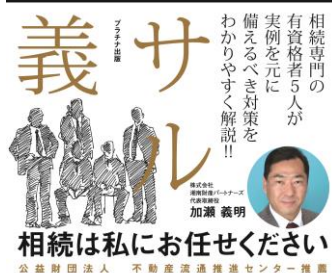 相続専門の
有資格者5人が
実例を元に
備えるべき対策を
わかりやすく解説!!
サル
プラチナ出版
義
株式会社
湘南財産パートナーズ
代表取締役
加瀬 義明
相続は私にお任せください
公益財団法人 不動産流通推進センター推薦